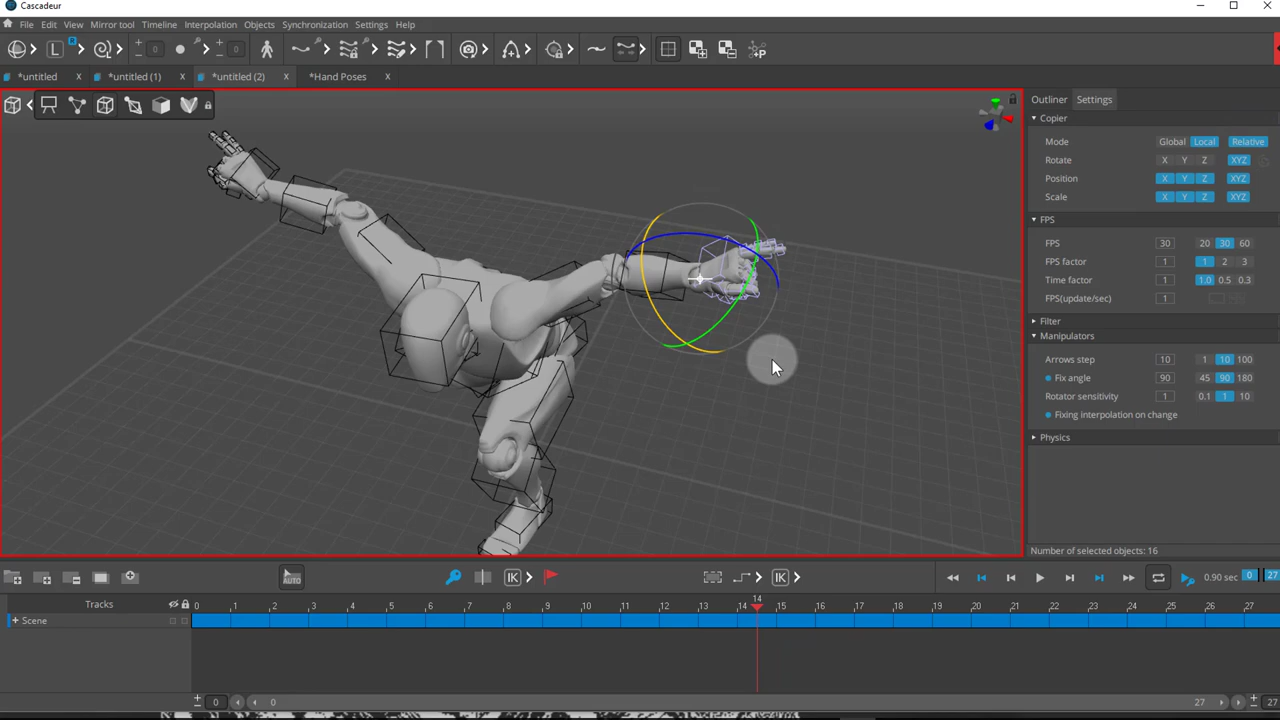 Cascadeur
File Edit View Mirror tool Timeline Interpolation Objects Synchronization Settings Help
L R 0 0 P
*untitled *untitled (1) *untitled (2) *Hand Poses
Outliner Settings
Copier
Mode Global Local Relative
Rotate X Y Z XYZ
Position X Y Z XYZ
Scale X Y Z XYZ
FPS
FPS 30 20 30 60
FPS factor 1 1 2 3
Time factor 1 1.0 0.5 0.3
FPS(update/sec) 1
Filter
Manipulators
Arrows step 10 1 10 100
Fix angle 90 45 90 180
Rotator sensitivity 1 0.1 1 10
Fixing interpolation on change
Physics
Number of selected objects: 16
AUTO IK IK 0.90 sec 0 27
Tracks 0 1 2 3 4 5 6 7 8 9 10 11 12 13 14 14 15 16 17 18 19 20 21 22 23 24 25 26 27
Scene
0 0 27 27